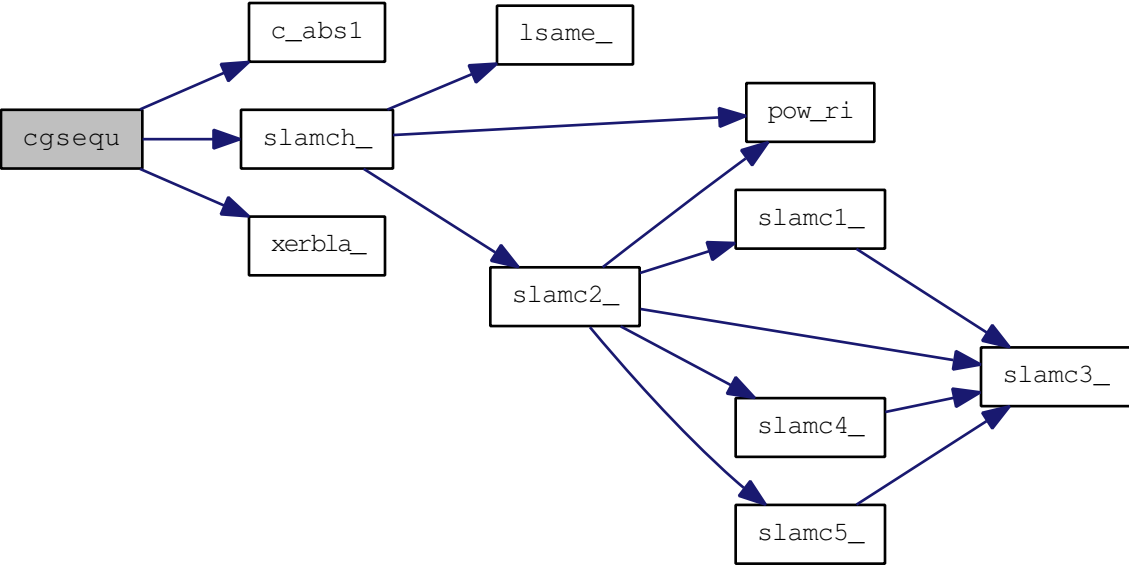 c_abs1
lsame_
pow_ri
cgsequ
slamch_
slamc1_
xerbla_
slamc2_
slamc3_
slamc4_
slamc5_